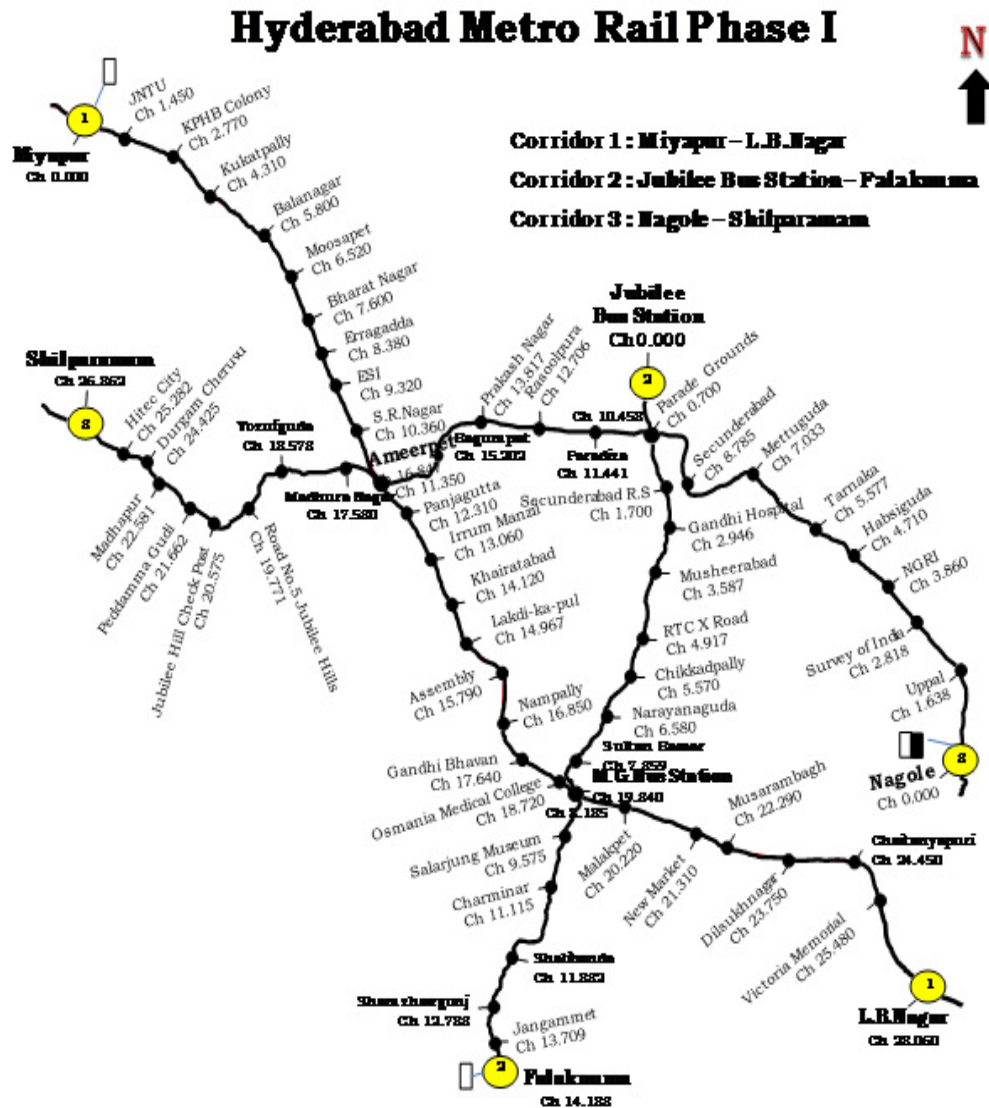 Hyderabad Metro Rail Phase I
N
Corridor 1 : Miyapur – L.B.Nagar
Corridor 2 : Jubilee Bus Station – Falaknuma
Corridor 3 : Nagole – Shilparamam
1
Miyapur
Ch 0.000
JNTU
Ch 1.450
KPHB Colony
Ch 2.770
Kukatpally
Ch 4.310
Balanagar
Ch 5.800
Moosapet
Ch 6.520
Bharat Nagar
Ch 7.600
Erragadda
Ch 8.380
ESI
Ch 9.320
S.R.Nagar
Ch 10.360
Ameerpet
Ch 11.350
Panjagutta
Ch 12.310
Irrum Manzil
Ch 13.060
Khairatabad
Ch 14.120
Lakdi-ka-pul
Ch 14.967
Assembly
Ch 15.790
Nampally
Ch 16.850
Gandhi Bhavan
Ch 17.640
Osmania Medical College
Ch 18.720
M.G.Bus Station
Ch 19.840
Malakpet
Ch 20.220
New Market
Ch 21.310
Musarambagh
Ch 22.290
Dilsukhnagar
Ch 23.750
Chaitanyapuri
Ch 24.450
Victoria Memorial
Ch 25.480
1
L.B.Nagar
Ch 28.060
Jubilee
Bus Station
Ch 0.000
2
Parade Grounds
Ch 0.700
Secunderabad R.S
Ch 1.700
Gandhi Hospital
Ch 2.946
Musheerabad
Ch 3.587
RTC X Road
Ch 4.917
Chikkadpally
Ch 5.570
Narayanaguda
Ch 6.580
Sultan Bazar
Ch 7.859
Ch 8.185
Salarjung Museum
Ch 9.575
Charminar
Ch 11.115
Shalibanda
Ch 11.882
Shamsheergunj
Ch 12.788
Jangammet
Ch 13.709
2
Falaknuma
Ch 14.188
Shilparamam
Ch 26.862
Hitec City
Ch 25.282
Durgam Cheruvu
Ch 24.425
Madhapur
Ch 22.581
Peddamma Gudi
Ch 21.662
Jubilee Hill Check Post
Ch 20.575
Road No.5 Jubilee Hills
Ch 19.771
Yousufguda
Ch 18.578
Madhura Nagar
Ch 17.580
Begumpet
Ch 15.202
Prakash Nagar
Ch 13.817
Rasoolpura
Ch 12.706
Paradise
Ch 11.441
Ch 10.458
Secunderabad
Ch 8.785
Mettuguda
Ch 7.033
Tarnaka
Ch 5.577
Habsiguda
Ch 4.710
NGRI
Ch 3.860
Survey of India
Ch 2.818
Uppal
Ch 1.638
Nagole
Ch 0.000